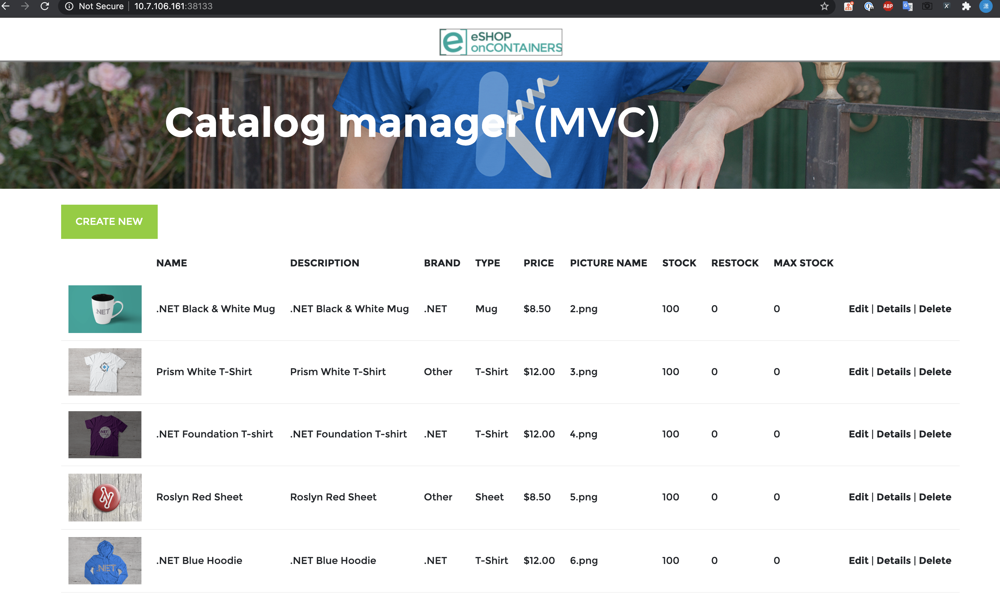 Not Secure 10.7.106.161:38133
ABP
G
X
潇
e eSHOP
onCONTAINERS
Catalog manager (MVC)
CREATE NEW
NAME DESCRIPTION BRAND TYPE PRICE PICTURE NAME STOCK RESTOCK MAX STOCK
.NET
.NET Black & White Mug .NET Black & White Mug .NET Mug $8.50 2.png 100 0 0 Edit | Details | Delete
Prism White T-Shirt Prism White T-Shirt Other T-Shirt $12.00 3.png 100 0 0 Edit | Details | Delete
.NET
.NET Foundation T-shirt .NET Foundation T-shirt .NET T-Shirt $12.00 4.png 100 0 0 Edit | Details | Delete
Roslyn Red Sheet Roslyn Red Sheet Other Sheet $8.50 5.png 100 0 0 Edit | Details | Delete
.NET Blue Hoodie .NET Blue Hoodie .NET T-Shirt $12.00 6.png 100 0 0 Edit | Details | Delete
.NET